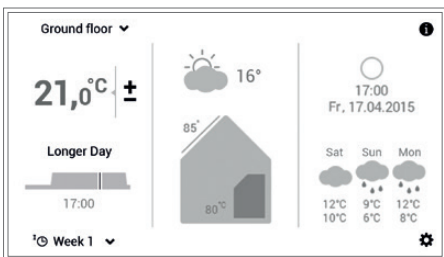 Ground floor
21,0°C ±
Longer Day
17:00
Week 1
16°
85°
80°C
17:00
Fr, 17.04.2015
Sat Sun Mon
12°C 9°C 12°C
10°C 6°C 8°C